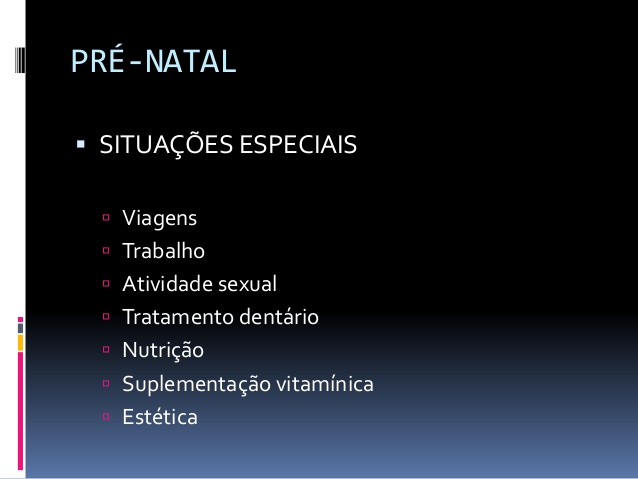 PRÉ-NATAL
SITUAÇÕES ESPECIAIS
Viagens
Trabalho
Atividade sexual
Tratamento dentário
Nutrição
Suplementação vitamínica
Estética